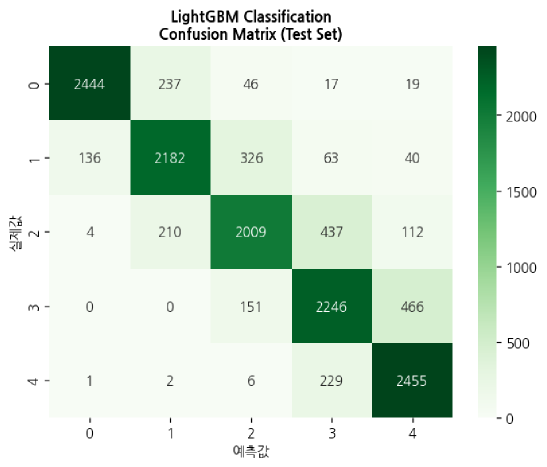 LightGBM Classification
Confusion Matrix (Test Set)
실제값
0 2444 237 46 17 19
1 136 2182 326 63 40
2 4 210 2009 437 112
3 0 0 151 2246 466
4 1 2 6 229 2455
0 1 2 3 4
예측값
2000
1500
1000
500
0